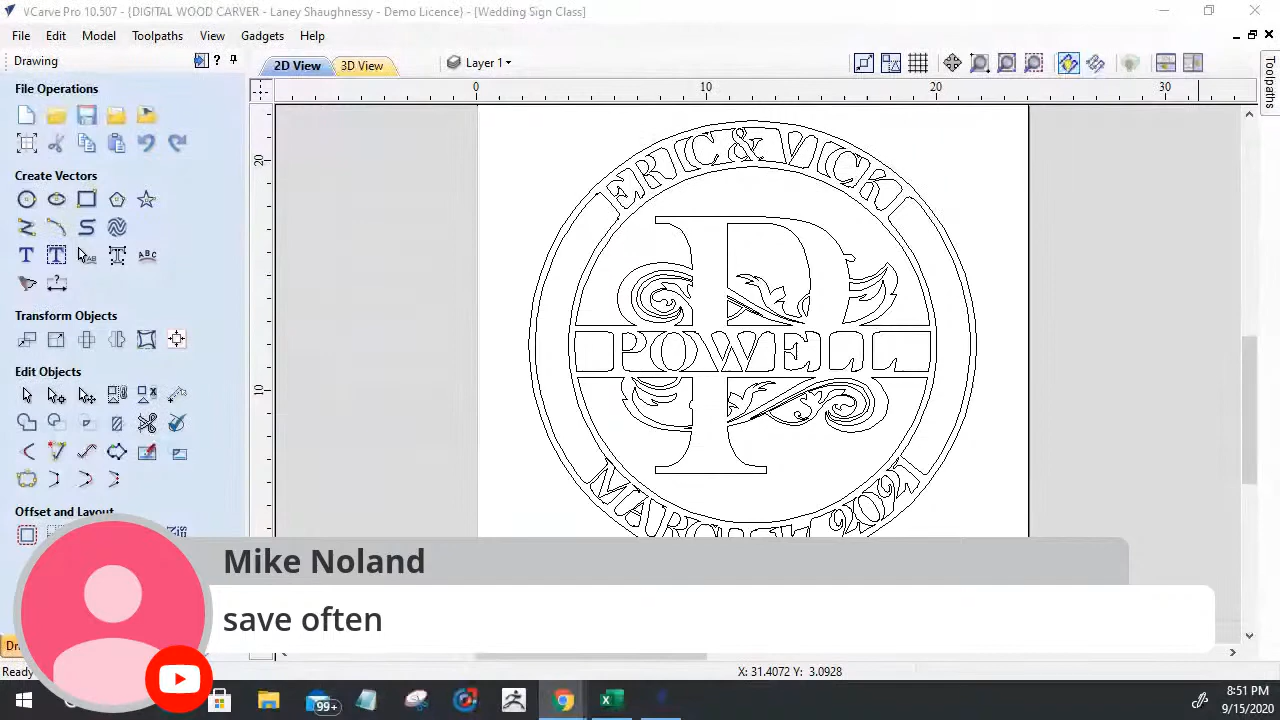 VCarve Pro 10.507 - {DIGITAL WOOD CARVER - Laney Shaughnessy - Demo Licence} - [Wedding Sign Class]
File Edit Model Toolpaths View Gadgets Help
Drawing
2D View 3D View Layer 1
Toolpaths
File Operations
0 10 20 30
20
10
Create Vectors
Transform Objects
Edit Objects
Offset and Layout
ERIC & VICKI
P
POWELL
Mike Noland
save often
Ready
X: 31.4072 Y: 3.0928
99+
8:51 PM
9/15/2020